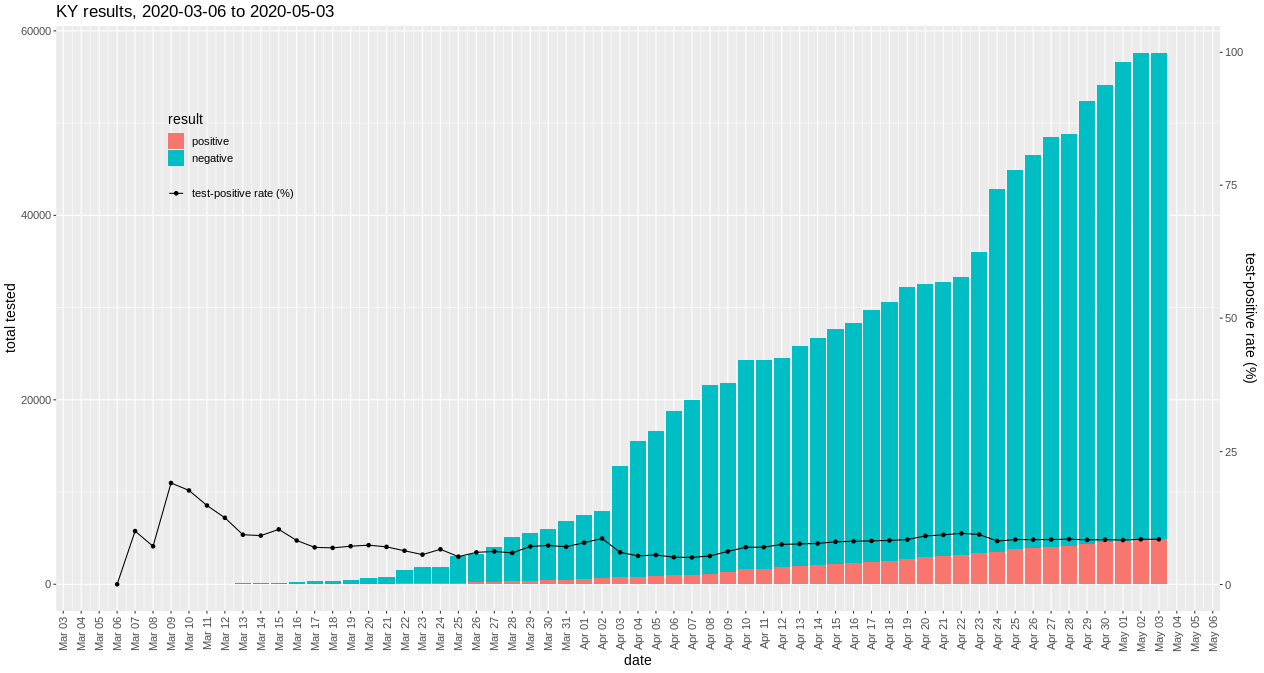 KY results, 2020-03-06 to 2020-05-03
60000
40000
20000
0
total tested
result
positive
negative
test-positive rate (%)
100
75
50
25
0
test-positive rate (%)
Mar 03
Mar 04
Mar 05
Mar 06
Mar 07
Mar 08
Mar 09
Mar 10
Mar 11
Mar 12
Mar 13
Mar 14
Mar 15
Mar 16
Mar 17
Mar 18
Mar 19
Mar 20
Mar 21
Mar 22
Mar 23
Mar 24
Mar 25
Mar 26
Mar 27
Mar 28
Mar 29
Mar 30
Mar 31
Apr 01
Apr 02
Apr 03
Apr 04
Apr 05
Apr 06
Apr 07
Apr 08
Apr 09
Apr 10
Apr 11
Apr 12
Apr 13
Apr 14
Apr 15
Apr 16
Apr 17
Apr 18
Apr 19
Apr 20
Apr 21
Apr 22
Apr 23
Apr 24
Apr 25
Apr 26
Apr 27
Apr 28
Apr 29
Apr 30
May 01
May 02
May 03
May 04
May 05
May 06
date